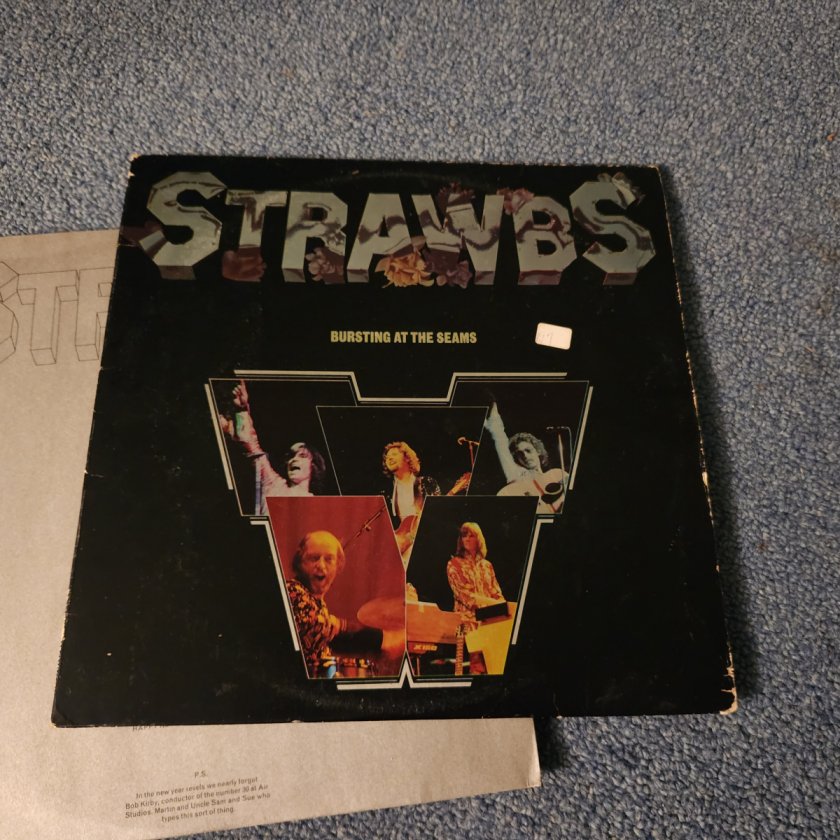 STRAWBS
BURSTING AT THE SEAMS
P.S.
In the new year revels we nearly forgot
Bob Kirby, conductor of the number 30 at Air
Studios. Martin and Uncle Sam and Sue who
types this sort of thing.